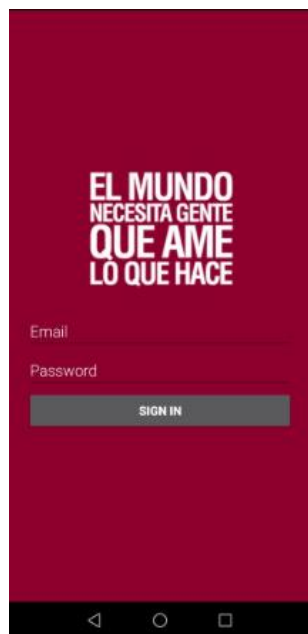 EL MUNDO
NECESITA GENTE
QUE AME
LO QUE HACE
Email
Password
SIGN IN